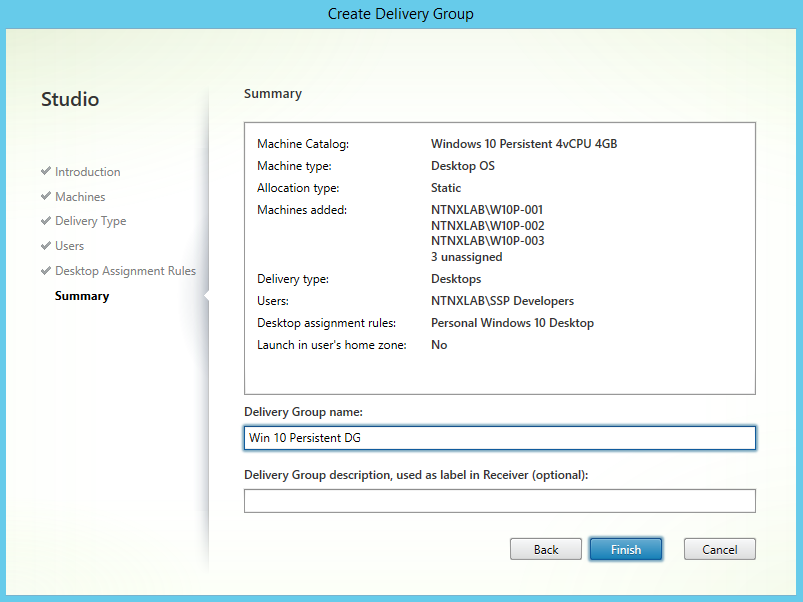 Create Delivery Group
Studio
Introduction
Machines
Delivery Type
Users
Desktop Assignment Rules
Summary
Summary
Machine Catalog: Windows 10 Persistent 4vCPU 4GB
Machine type: Desktop OS
Allocation type: Static
Machines added: NTNXLAB\W10P-001
NTNXLAB\W10P-002
NTNXLAB\W10P-003
3 unassigned
Delivery type: Desktops
Users: NTNXLAB\SSP Developers
Desktop assignment rules: Personal Windows 10 Desktop
Launch in user's home zone: No
Delivery Group name:
Win 10 Persistent DG
Delivery Group description, used as label in Receiver (optional):
Back Finish Cancel